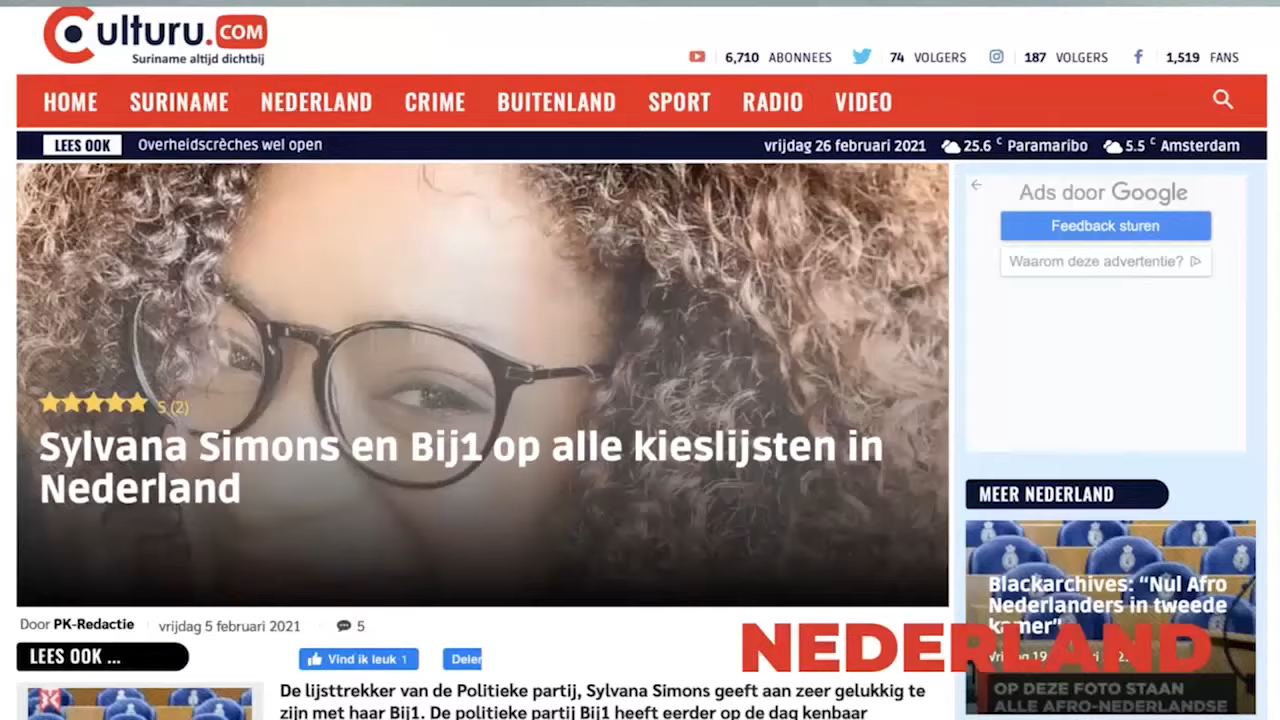 Culturu.COM
Suriname altijd dichtbij
6,710 ABONNEES 74 VOLGERS 187 VOLGERS 1,519 FANS
HOME SURINAME NEDERLAND CRIME BUITENLAND SPORT RADIO VIDEO
LEES OOK Overheidscrèches wel open vrijdag 26 februari 2021 25.6 C Paramaribo 5.5 C Amsterdam
5 (2)
Sylvana Simons en Bij1 op alle kieslijsten in
Nederland
Door PK-Redactie vrijdag 5 februari 2021 5
LEES OOK ...
Vind ik leuk 1
De lijsttrekker van de Politieke partij, Sylvana Simons geeft aan zeer gelukkig te
zijn met haar Bij1. De politieke partij Bij1 heeft eerder op de dag kenbaar
Ads door Google
Feedback sturen
Waarom deze advertentie?
MEER NEDERLAND
Blackarchives: “Nul Afro
Nederlanders in tweede
kamer”
NEDERLAND
OP DEZE FOTO STAAN
ALLE AFRO-NEDERLANDSE